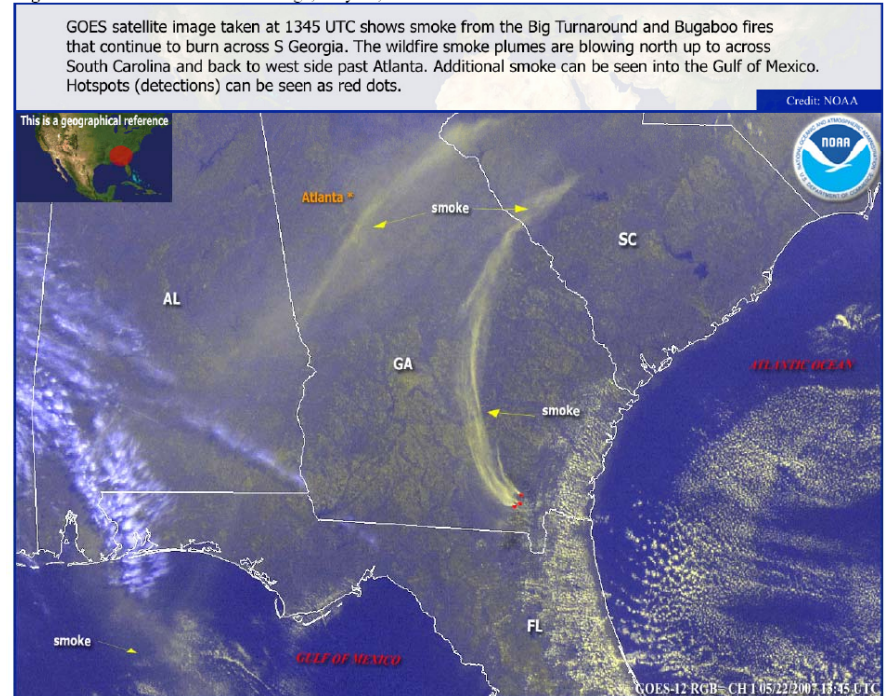 GOES satellite image taken at 1345 UTC shows smoke from the Big Turnaround and Bugaboo fires
that continue to burn across S Georgia. The wildfire smoke plumes are blowing north up to across
South Carolina and back to west side past Atlanta. Additional smoke can be seen into the Gulf of Mexico.
Hotspots (detections) can be seen as red dots.
Credit: NOAA
This is a geographical reference
NOAA
Atlanta *
smoke
SC
AL
ATLANTIC OCEAN
GA
smoke
FL
smoke
GULF OF MEXICO
GOES-12 RGB= CH 1 05/22/2007 13:45 UTC